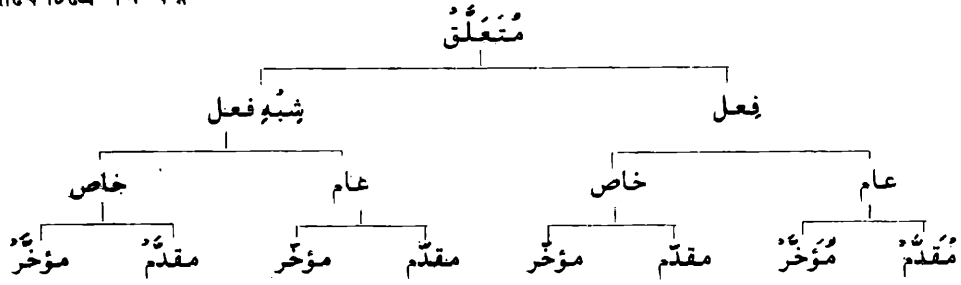 مُتَعَلَّقُ
فِعل شِبُهِ فعل
عام خاص عام خاص
مُقَدَّمُ مُؤَخَّرُ مقدّم مؤخّر مقدّم مؤخّر مقدَّمُ مؤخَّرُ